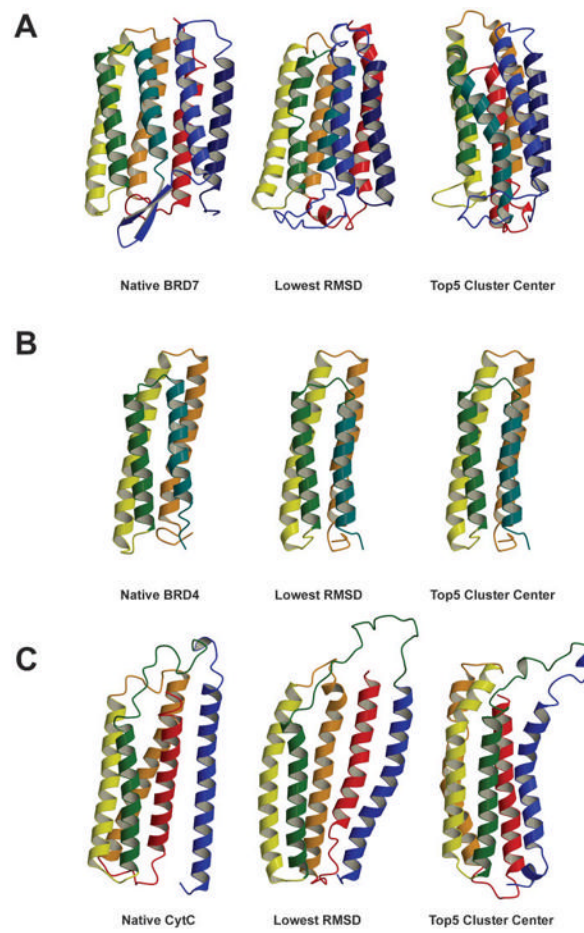 A
Native BRD7 Lowest RMSD Top5 Cluster Center
B
Native BRD4 Lowest RMSD Top5 Cluster Center
C
Native CytC Lowest RMSD Top5 Cluster Center